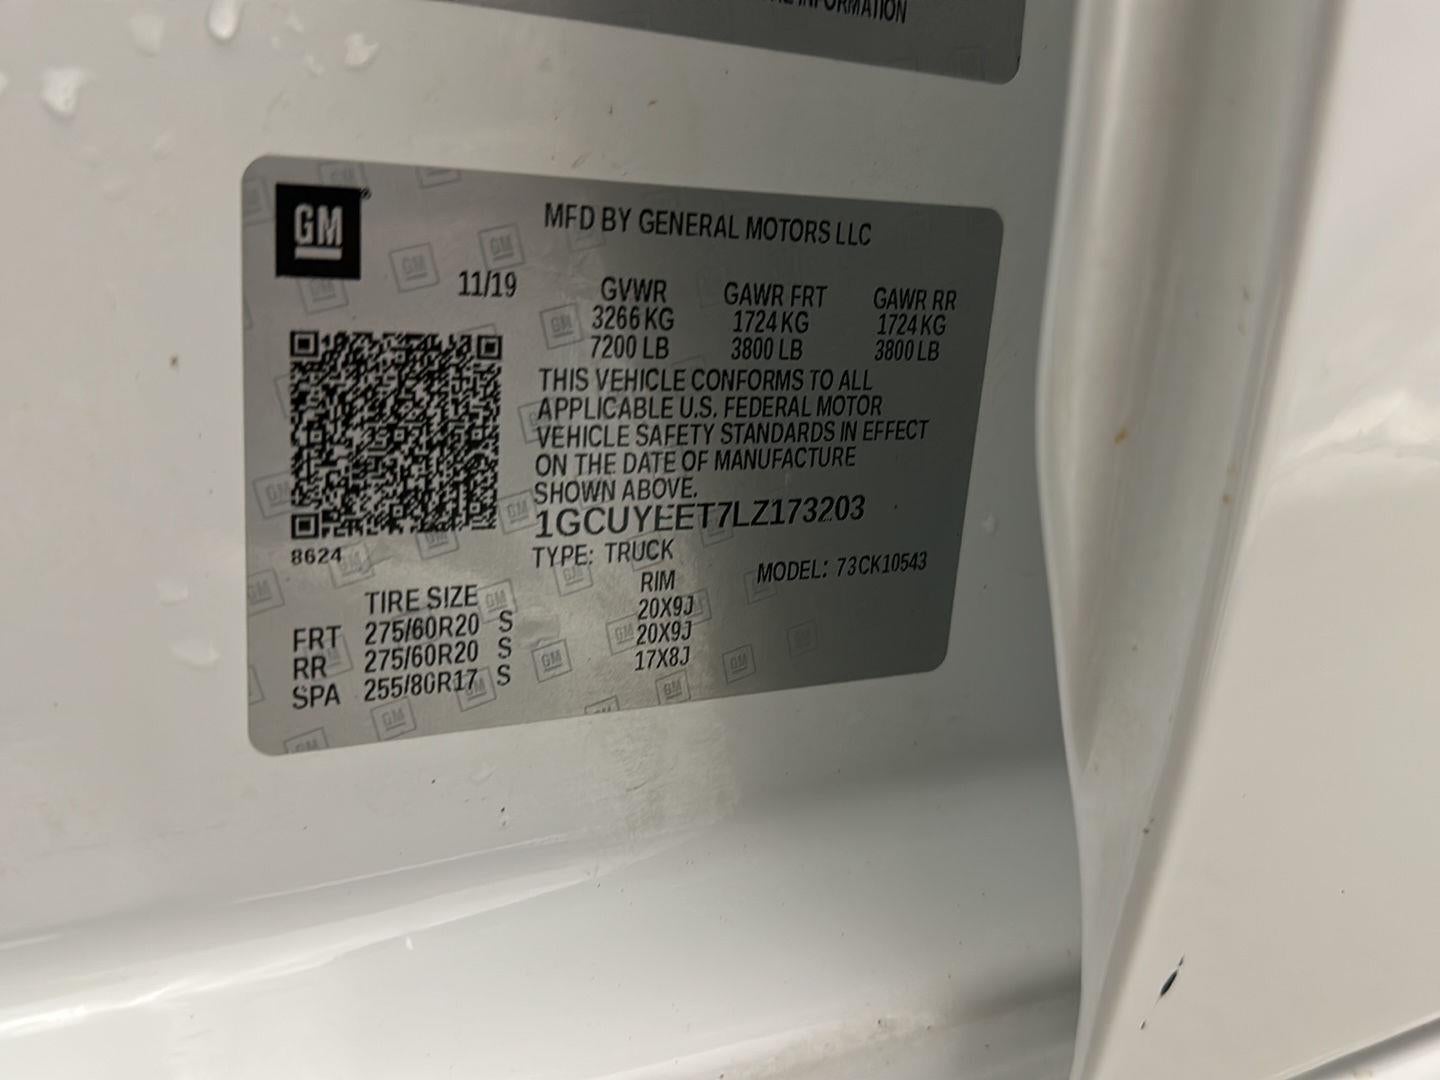 INFORMATION
GM
MFD BY GENERAL MOTORS LLC
11/19
GVWR GAWR FRT GAWR RR
3266 KG 1724 KG 1724 KG
7200 LB 3800 LB 3800 LB
THIS VEHICLE CONFORMS TO ALL
APPLICABLE U.S. FEDERAL MOTOR
VEHICLE SAFETY STANDARDS IN EFFECT
ON THE DATE OF MANUFACTURE
SHOWN ABOVE.
1GCUYEET7LZ173203
8624
TYPE: TRUCK MODEL: 73CK10543
TIRE SIZE RIM
FRT 275/60R20 S 20X9J
RR 275/60R20 S 20X9J
SPA 255/80R17 S 17X8J